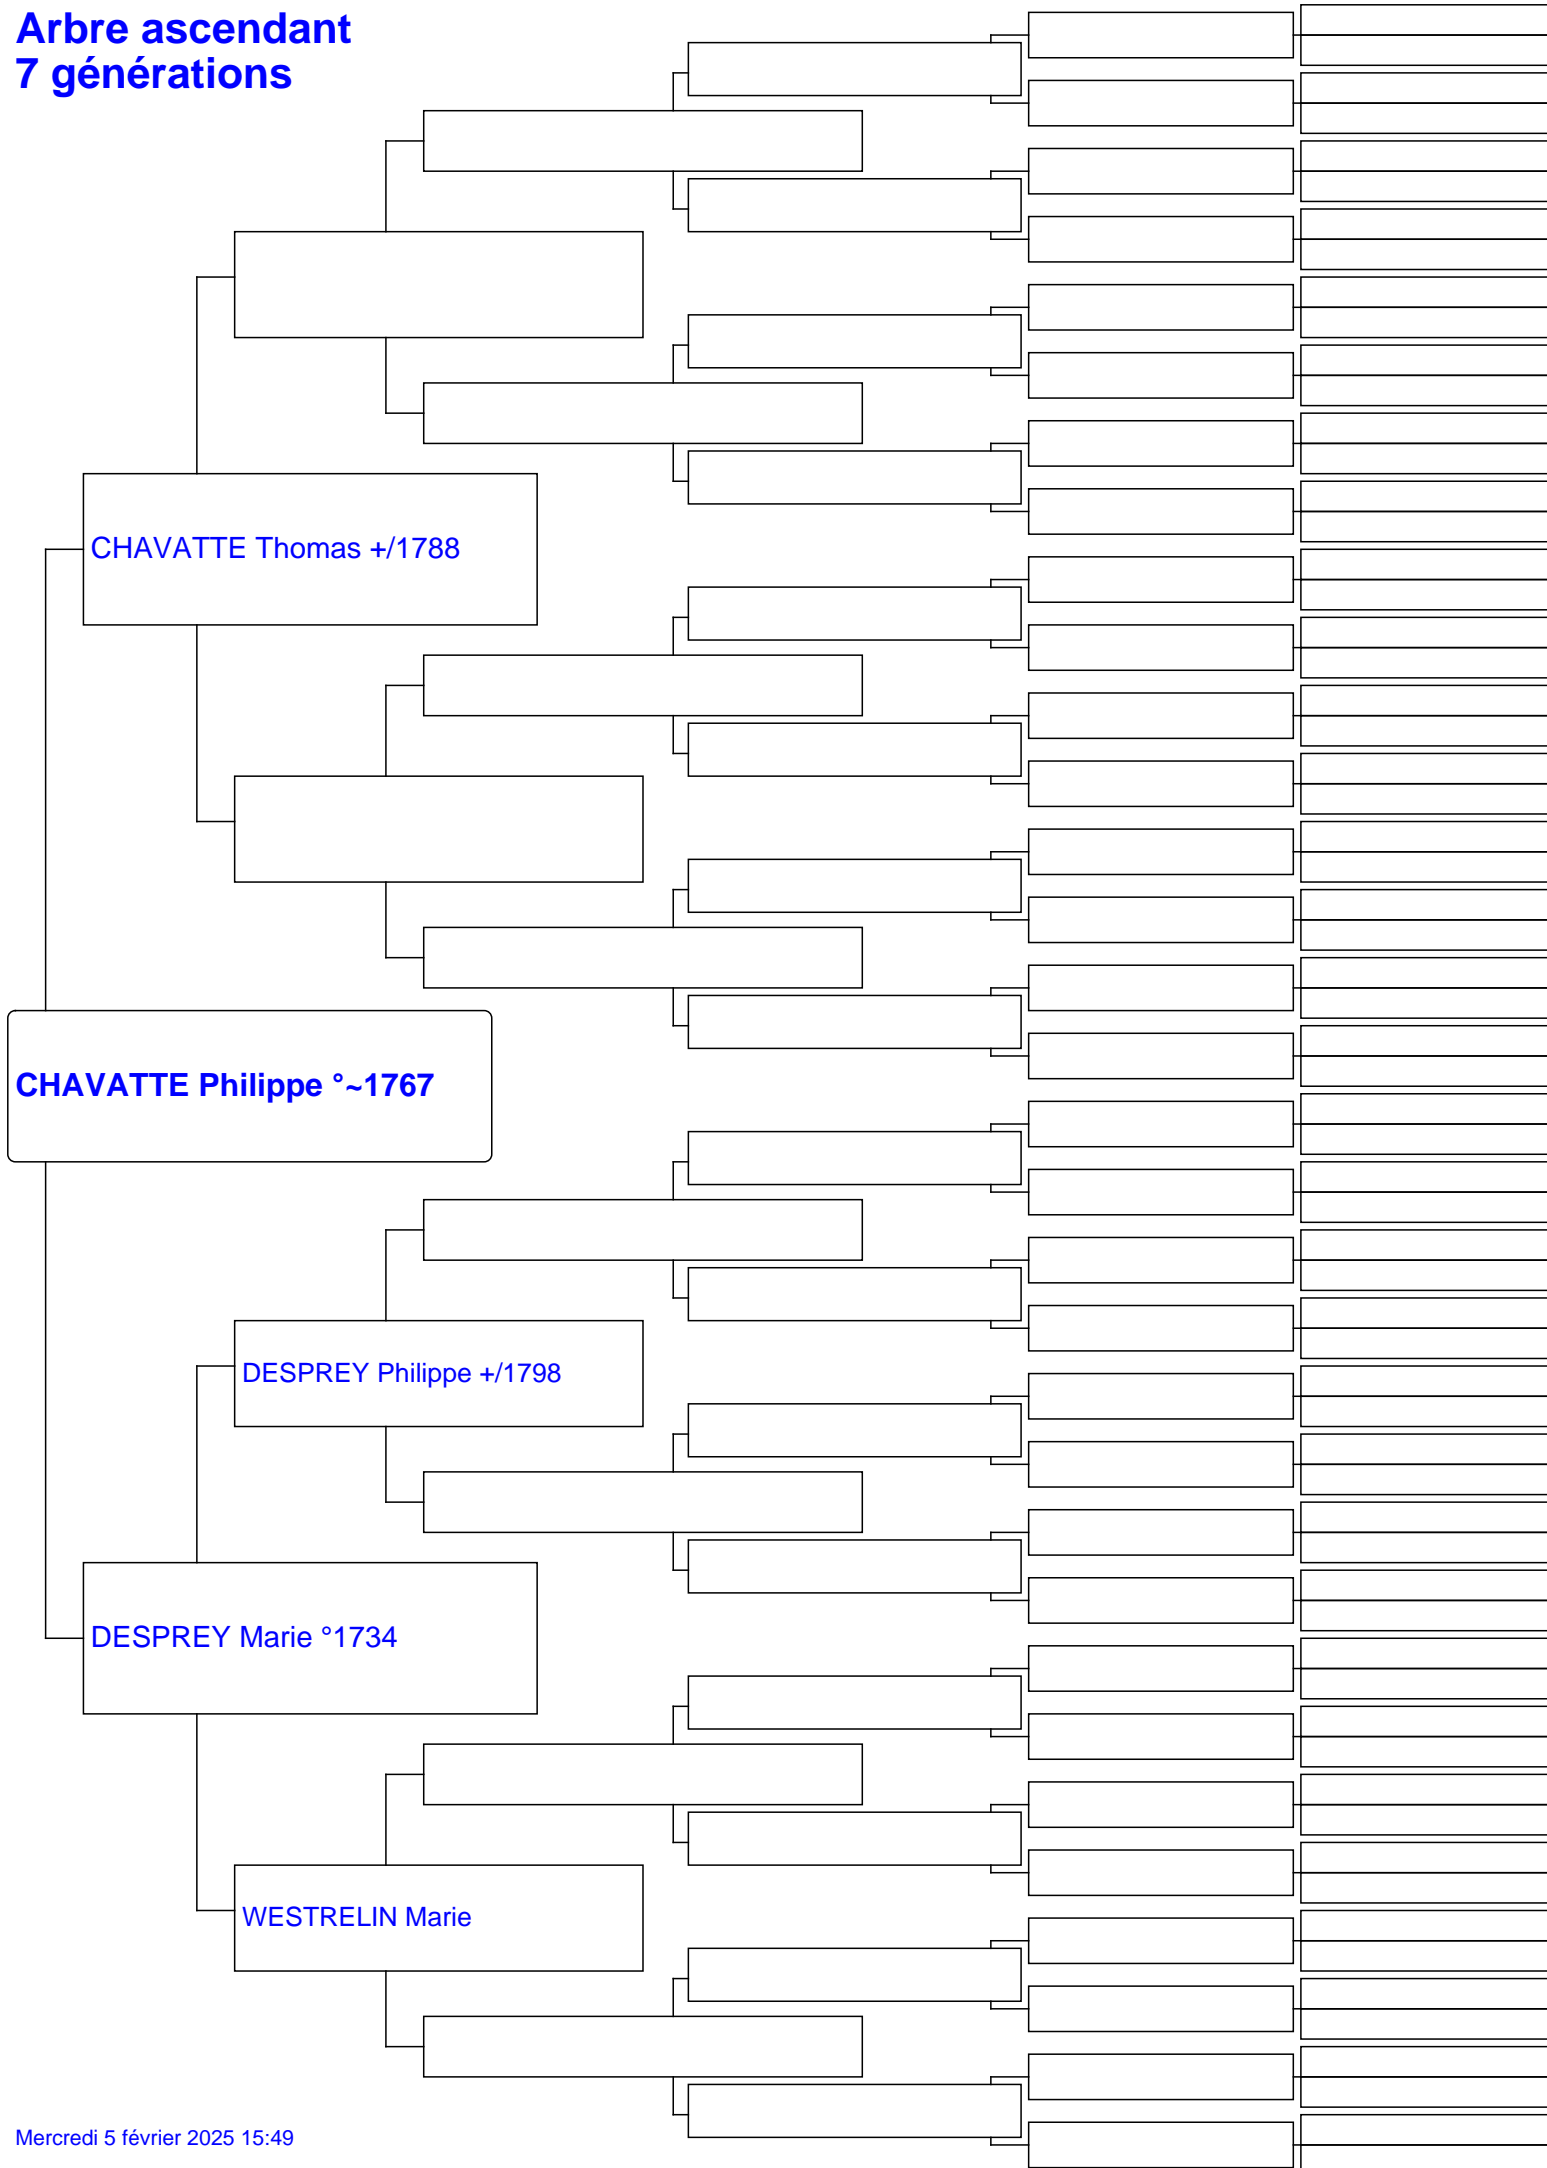 Arbre ascendant
7 générations
CHAVATTE Thomas +/1788
CHAVATTE Philippe °~1767
DESPREY Philippe +/1798
DESPREY Marie °1734
WESTRELIN Marie
Mercredi 5 février 2025 15:49